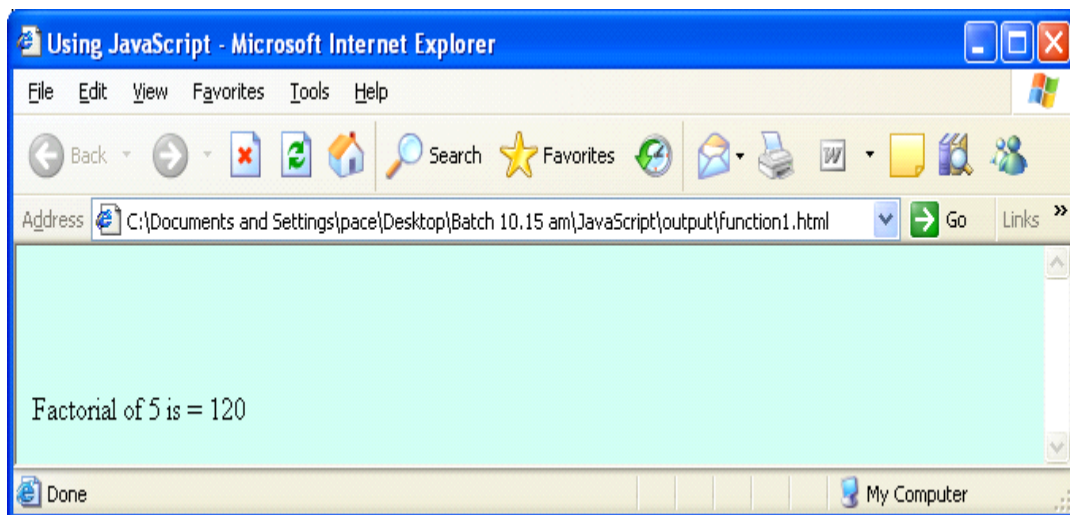 Using JavaScript - Microsoft Internet Explorer
File Edit View Favorites Tools Help
Back Search Favorites W
Address C:\Documents and Settings\pace\Desktop\Batch 10.15 am\JavaScript\output\function1.html Go Links »
Factorial of 5 is = 120
Done My Computer